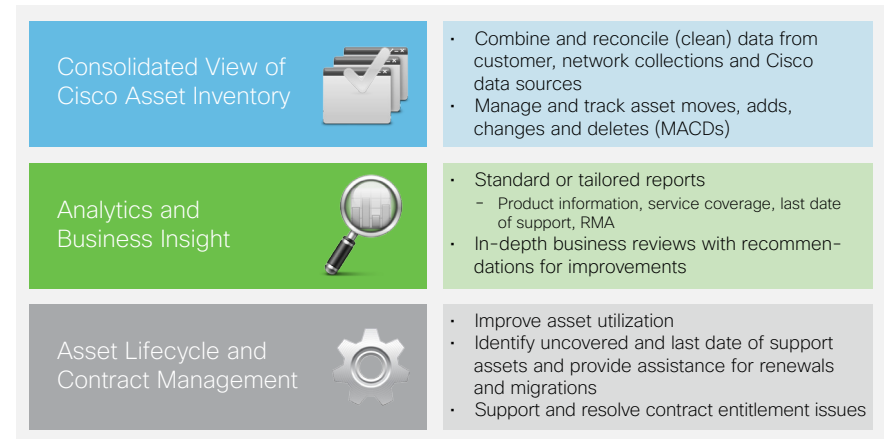 Consolidated View of
Cisco Asset Inventory
• Combine and reconcile (clean) data from
customer, network collections and Cisco
data sources
• Manage and track asset moves, adds,
changes and deletes (MACDs)
Analytics and
Business Insight
• Standard or tailored reports
– Product information, service coverage, last date
of support, RMA
• In-depth business reviews with recommen-
dations for improvements
Asset Lifecycle and
Contract Management
• Improve asset utilization
• Identify uncovered and last date of support
assets and provide assistance for renewals
and migrations
• Support and resolve contract entitlement issues